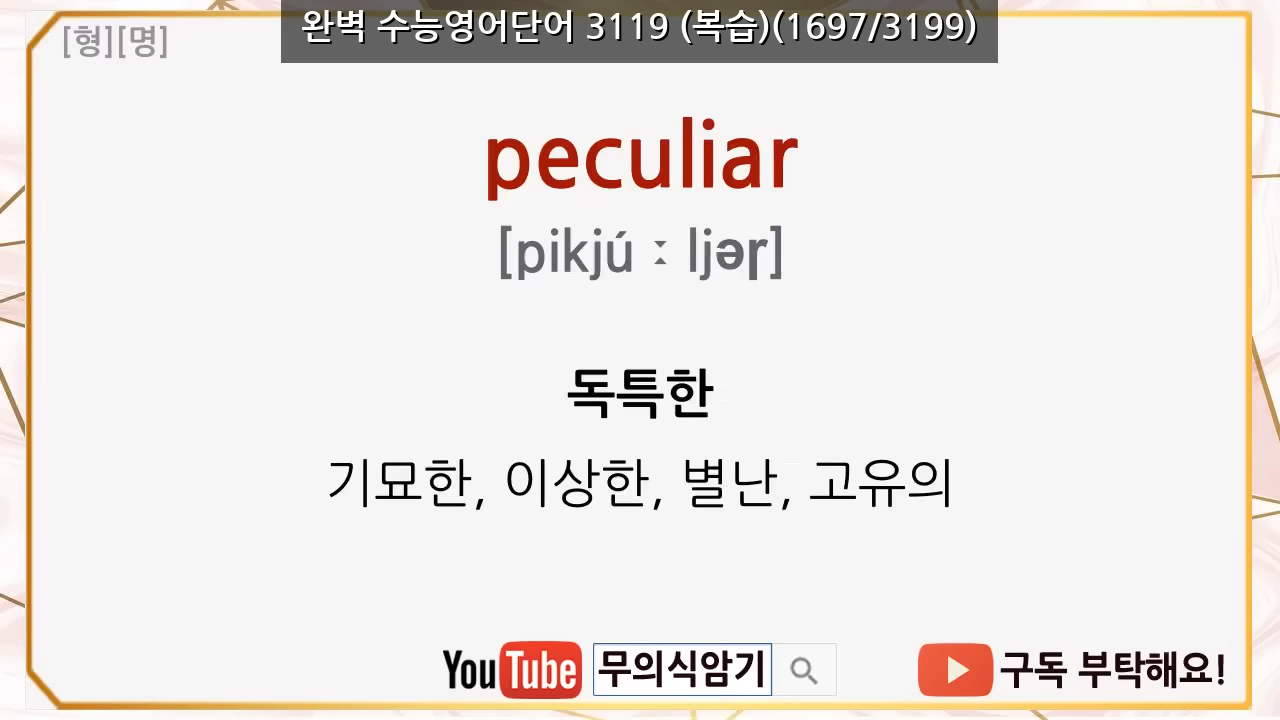 완벽 수능영어단어 3119 (복습)(1697/3199)
[형][명]
peculiar
[pikjúːljəɼ]
독특한
기묘한, 이상한, 별난, 고유의
YouTube 무의식암기 구독 부탁해요!